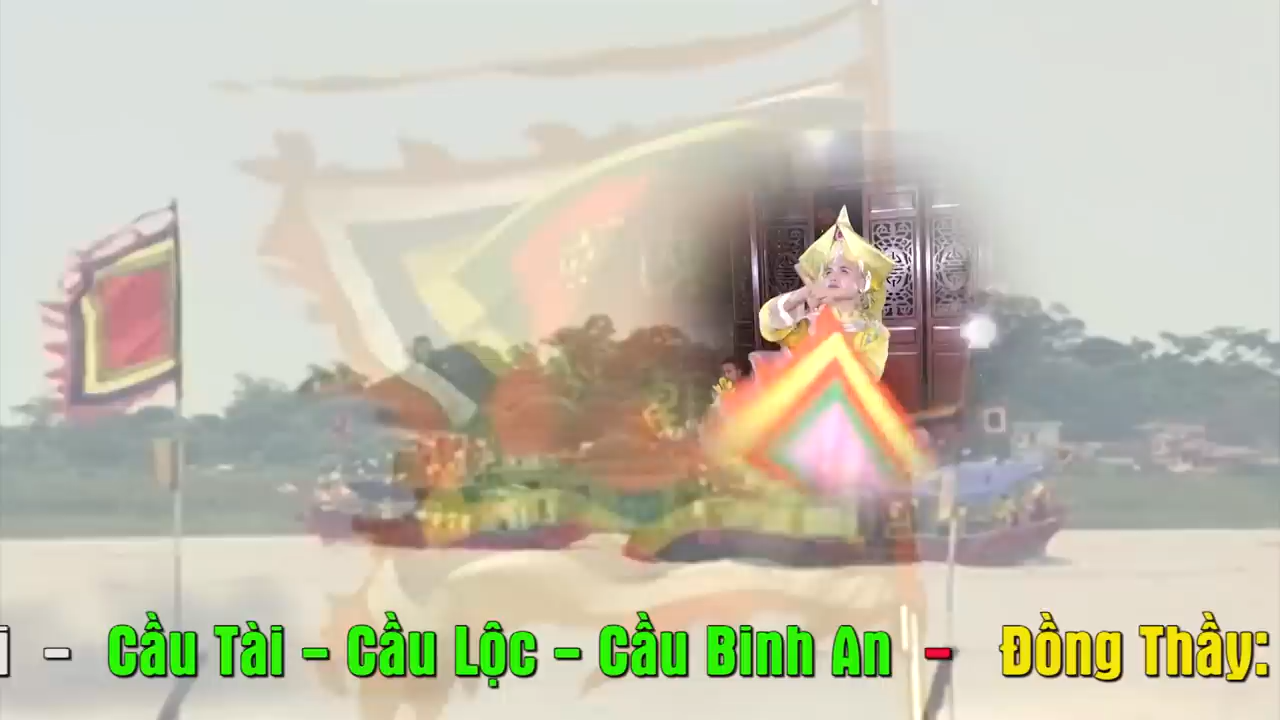 - Cầu Tài - Cầu Lộc - Cầu Binh An - Đồng Thầy: